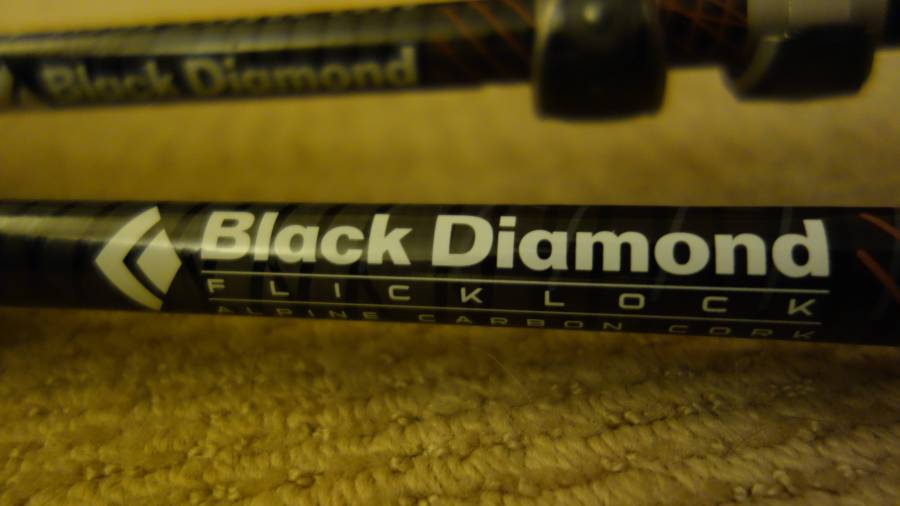 Black Diamond
Black Diamond
FLICKLOCK
ALPINE CARBON CORK